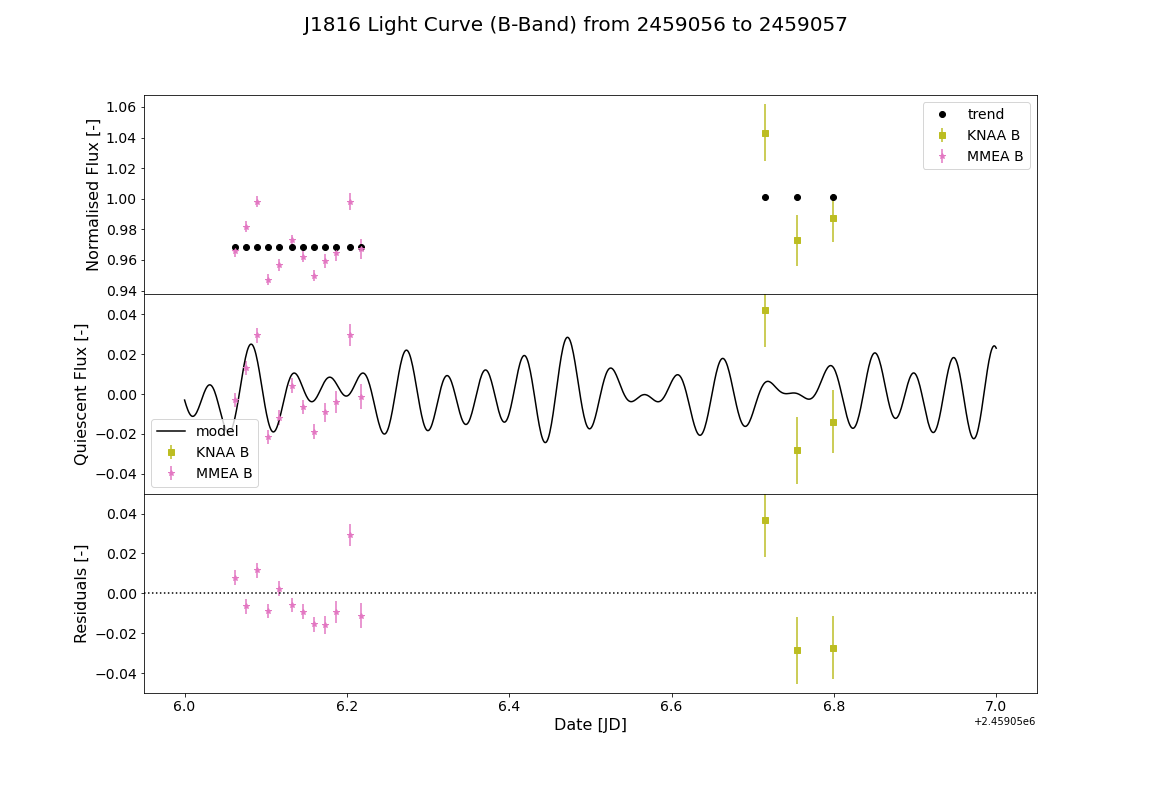 J1816 Light Curve (B-Band) from 2459056 to 2459057
Normalised Flux [-]
1.06
1.04
1.02
1.00
0.98
0.96
0.94
trend
KNAA B
MMEA B
Quiescent Flux [-]
0.04
0.02
0.00
−0.02
−0.04
model
KNAA B
MMEA B
Residuals [-]
0.04
0.02
0.00
−0.02
−0.04
6.0 6.2 6.4 6.6 6.8 7.0
+2.45905e6
Date [JD]